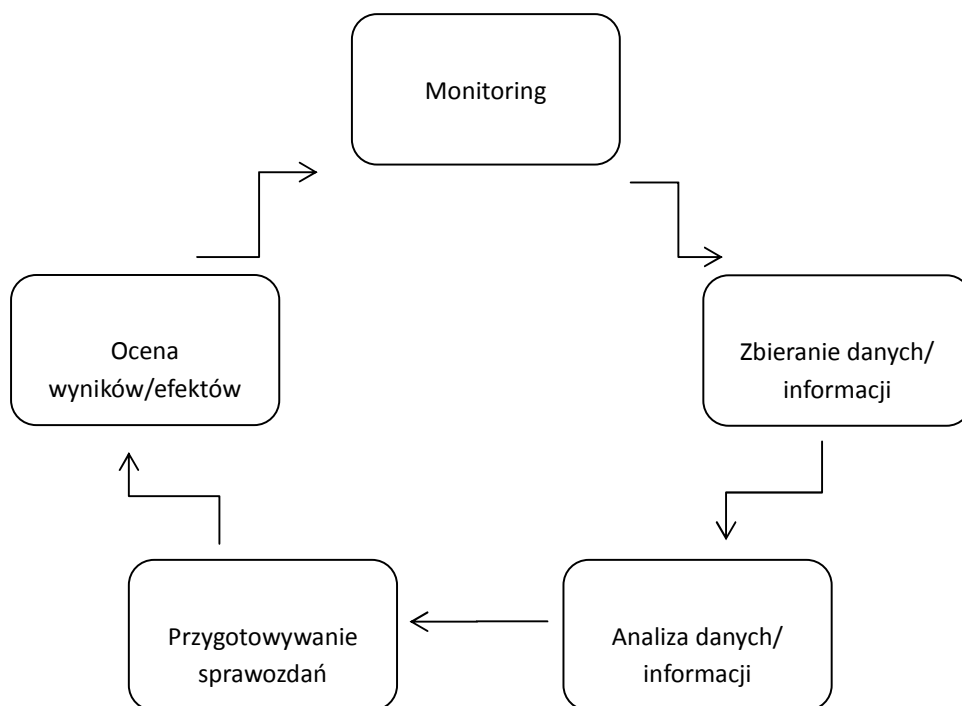 Monitoring
Zbieranie danych/
informacji
Analiza danych/
informacji
Przygotowywanie
sprawozdań
Ocena
wyników/efektów